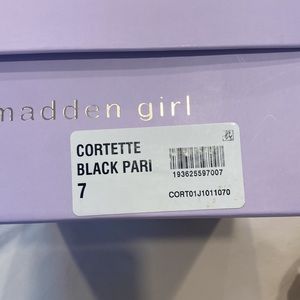 madden girl
CORTETTE
BLACK PARI
7
193625597007
CORT01J1011070